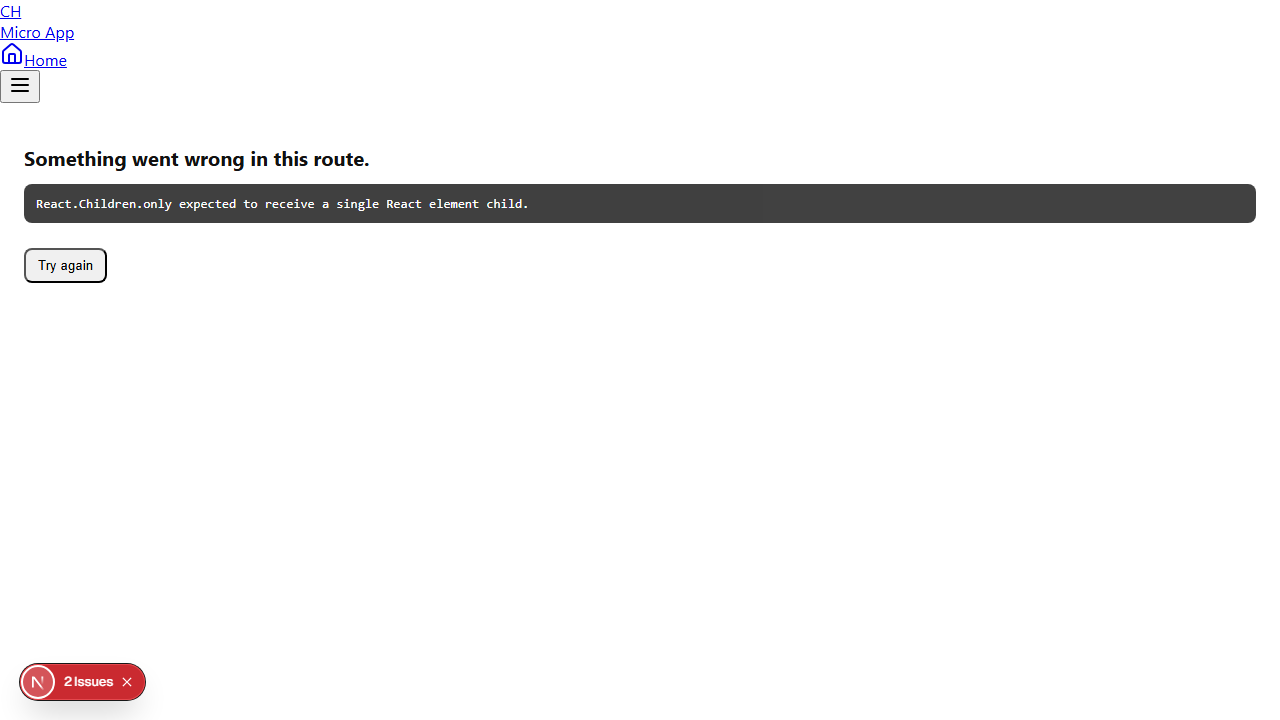 CH
Micro App
Home
Something went wrong in this route.
React.Children.only expected to receive a single React element child.
Try again
N 2 Issues